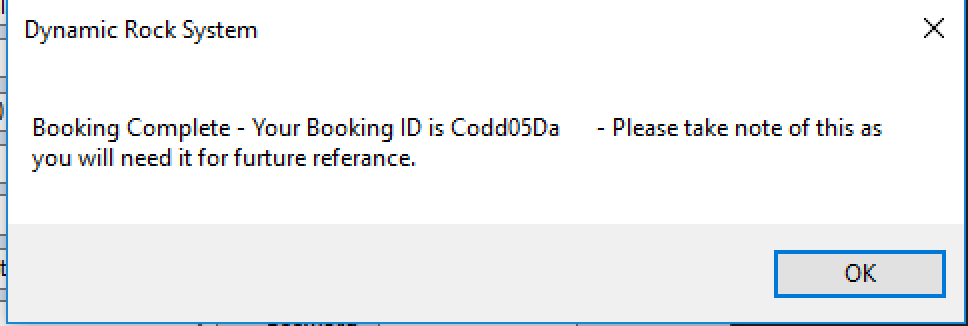 Dynamic Rock System
Booking Complete - Your Booking ID is Codd05Da - Please take note of this as
you will need it for furture referance.
OK